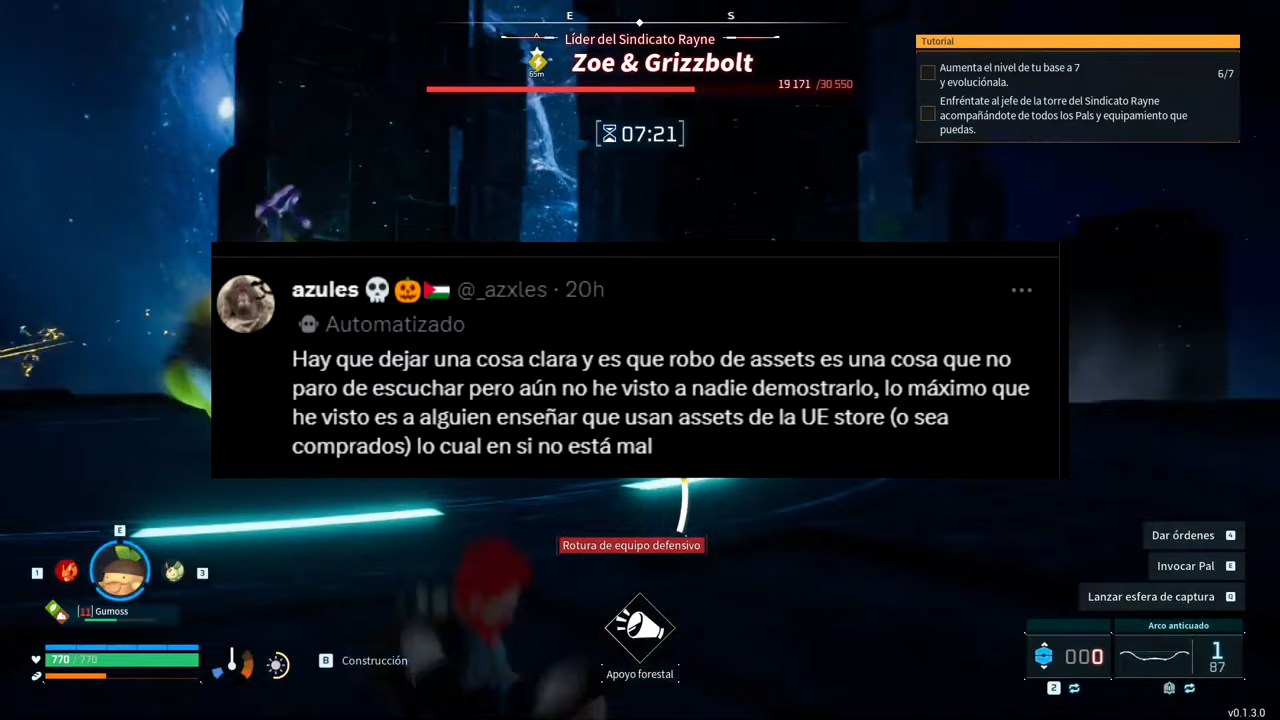 E
S
Líder del Sindicato Rayne
Zoe & Grizzbolt
65m
19 171 /30 550
07:21
Tutorial
Aumenta el nivel de tu base a 7
y evoluciónala.
6/7
Enfréntate al jefe de la torre del Sindicato Rayne
acompañándote de todos los Pals y equipamiento que
puedas.
azules 💀🎃🇵🇸 @_azxles · 20h
Automatizado
Hay que dejar una cosa clara y es que robo de assets es una cosa que no
paro de escuchar pero aún no he visto a nadie demostrarlo, lo máximo que
he visto es a alguien enseñar que usan assets de la UE store (o sea
comprados) lo cual en si no está mal
Rotura de equipo defensivo
E
1
3
[11] Gumoss
770 / 770
B Construcción
Apoyo forestal
Dar órdenes 4
Invocar Pal E
Lanzar esfera de captura Q
Arco anticuado
000
1
87
2
v0.1.3.0